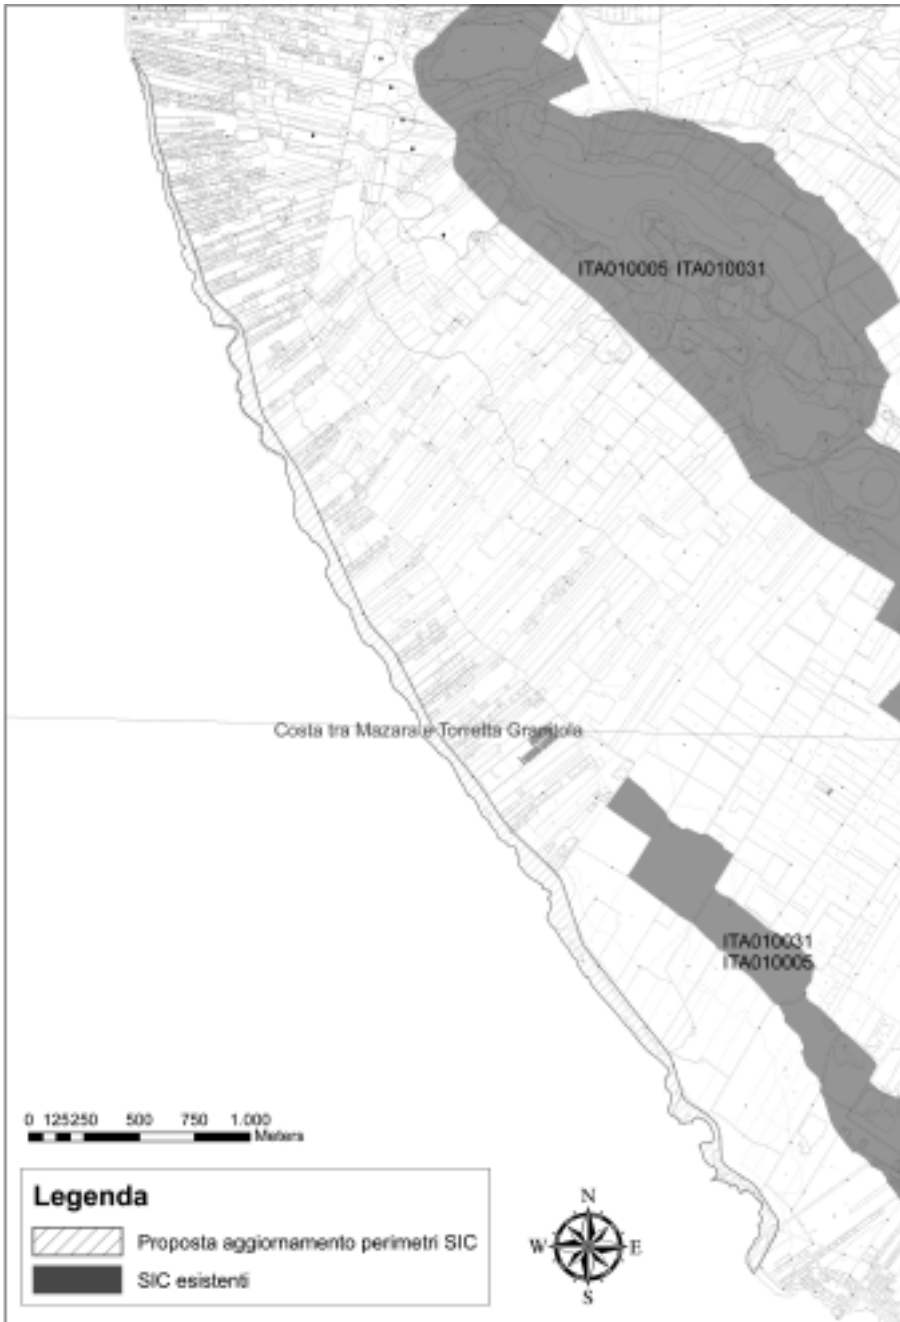 ITA010005 ITA010031
Costa tra Mazara e Torretta Granitola
ITA010031
ITA010005
0 125250 500 750 1.000
Meters
Legenda
Proposta aggiornamento perimetri SIC
SIC esistenti
N
W E
S